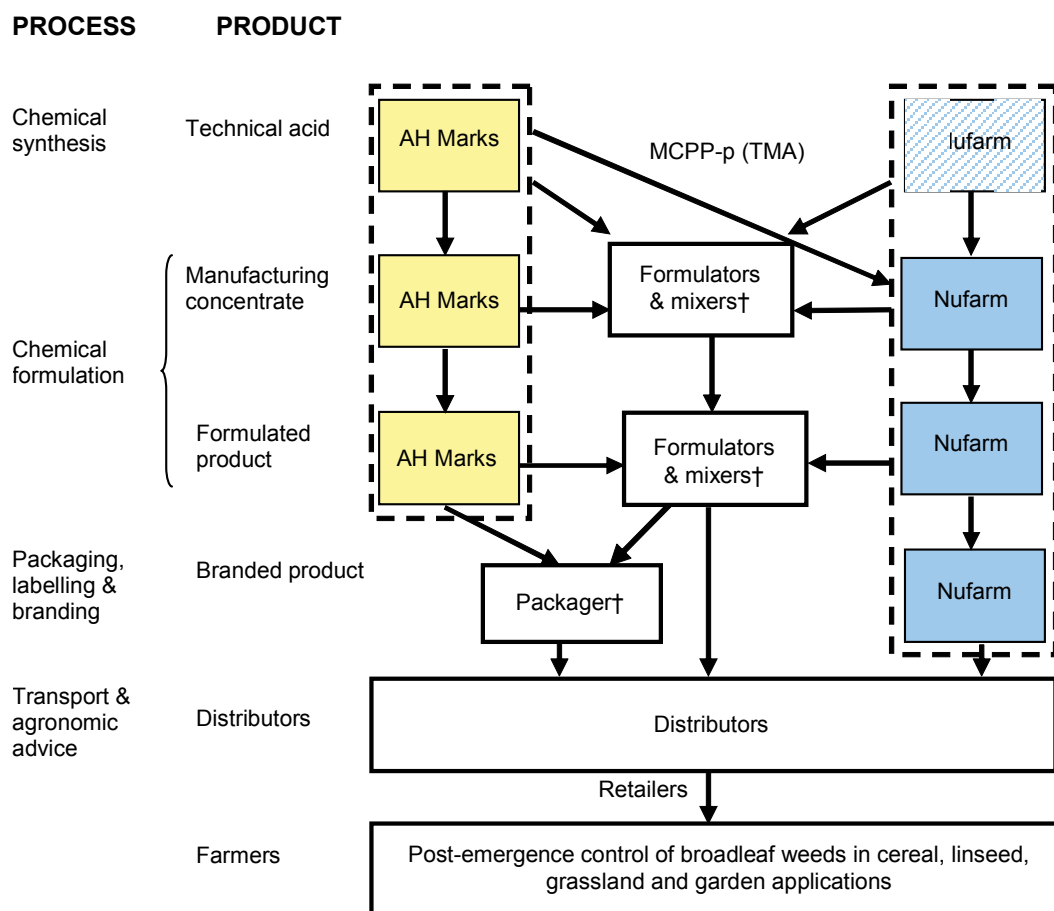 PROCESS PRODUCT
Chemical
synthesis
Technical acid
AH Marks
MCPP-p (TMA)
lufarm
Manufacturing
concentrate
AH Marks
Formulators
& mixers†
Nufarm
Chemical
formulation
Formulated
product
AH Marks
Formulators
& mixers†
Nufarm
Packaging,
labelling &
branding
Branded product
Packager†
Nufarm
Transport &
agronomic
advice
Distributors
Distributors
Retailers
Farmers
Post-emergence control of broadleaf weeds in cereal, linseed,
grassland and garden applications